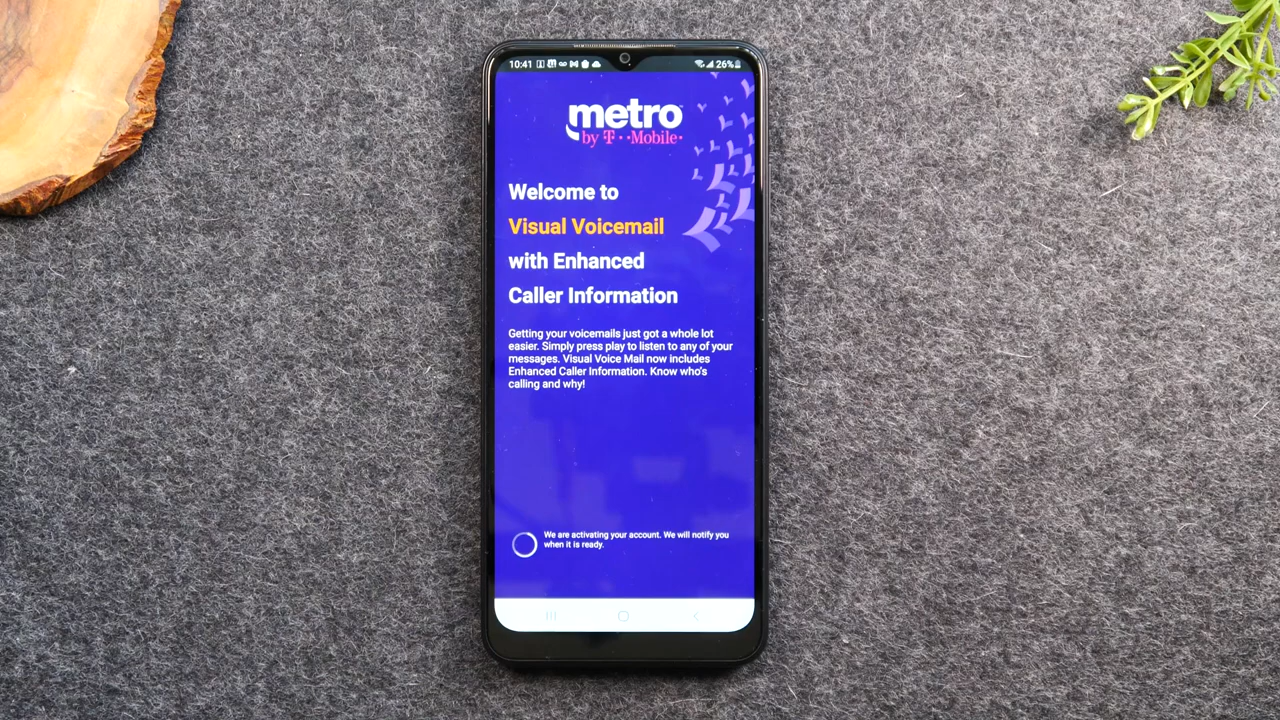 10:41
26%
metro
by T-Mobile
Welcome to
Visual Voicemail
with Enhanced
Caller Information
Getting your voicemails just got a whole lot
easier. Simply press play to listen to any of your
messages. Visual Voice Mail now includes
Enhanced Caller Information. Know who's
calling and why!
We are activating your account. We will notify you
when it is ready.